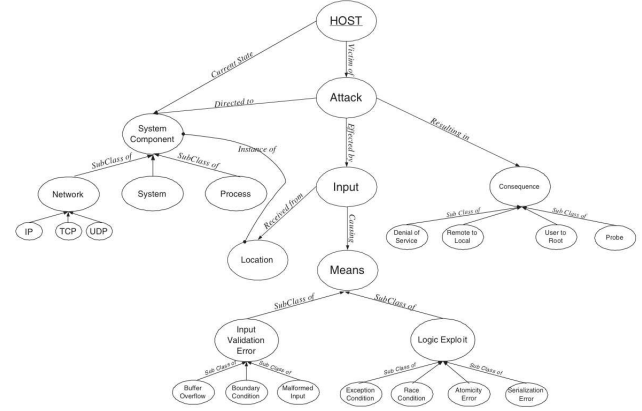 HOST
Current State
Victim of
Attack
Directed to
System
Component
Effected by
Resulting in
Instance of
SubClass of
SubClass of
Network
System
Process
Input
Consequence
IP
TCP
UDP
Received from
Causing
Sub Class of
Sub Class of
Denial of
Service
Remote to
Local
User to
Root
Probe
Location
Means
SubClass of
SubClass of
Input
Validation
Error
Logic Exploit
Sub Class of
Sub Class of
Sub Class of
Sub Class of
Buffer
Overflow
Boundary
Condition
Malformed
Input
Exception
Condition
Race
Condition
Atomicity
Error
Serialization
Error